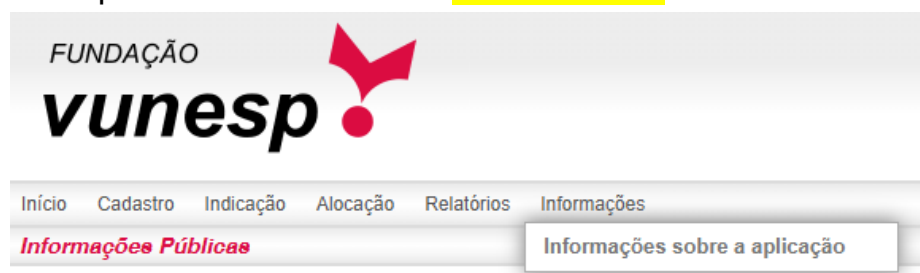 FUNDAÇÃO
vunesp
Início Cadastro Indicação Alocação Relatórios Informações
Informações Públicas
Informações sobre a aplicação